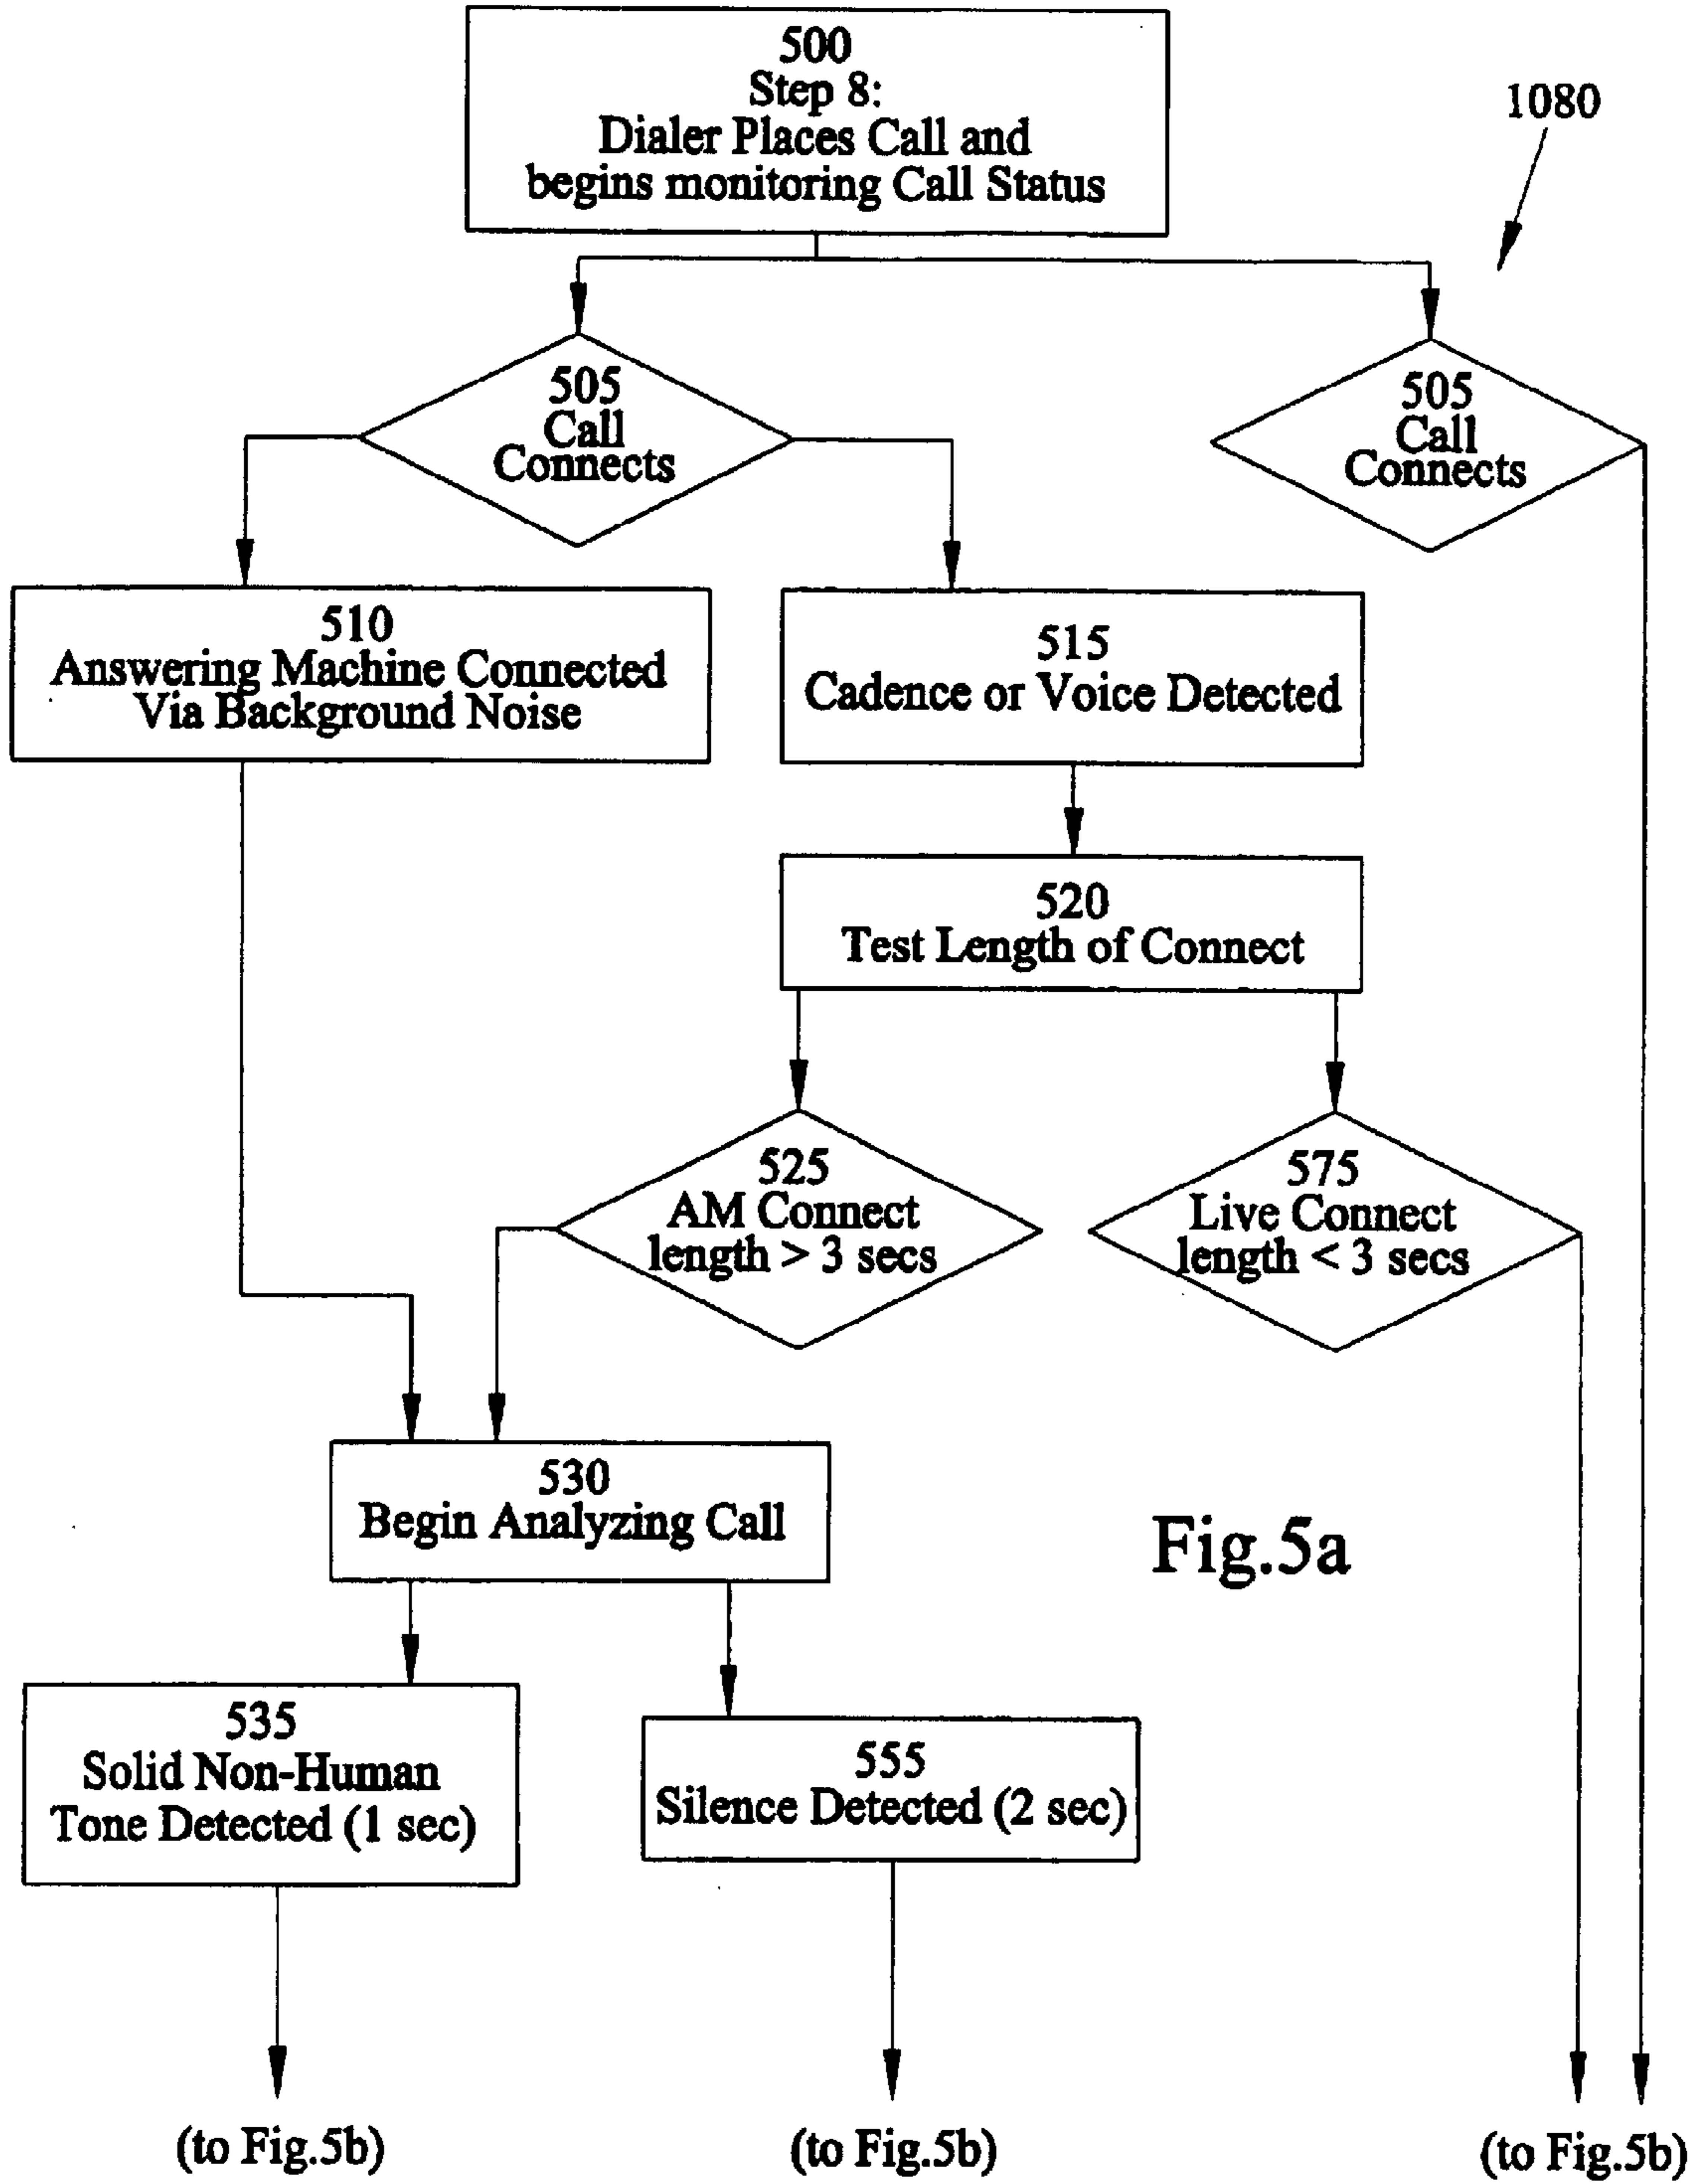 500
Step 8:
Dialer Places Call and
begins monitoring Call Status
1080
505
Call
Connects
505
Call
Connects
510
Answering Machine Connected
Via Background Noise
515
Cadence or Voice Detected
520
Test Length of Connect
525
AM Connect
length > 3 secs
575
Live Connect
length < 3 secs
530
Begin Analyzing Call
Fig.5a
535
Solid Non-Human
Tone Detected (1 sec)
555
Silence Detected (2 sec)
(to Fig.5b)
(to Fig.5b)
(to Fig.5b)